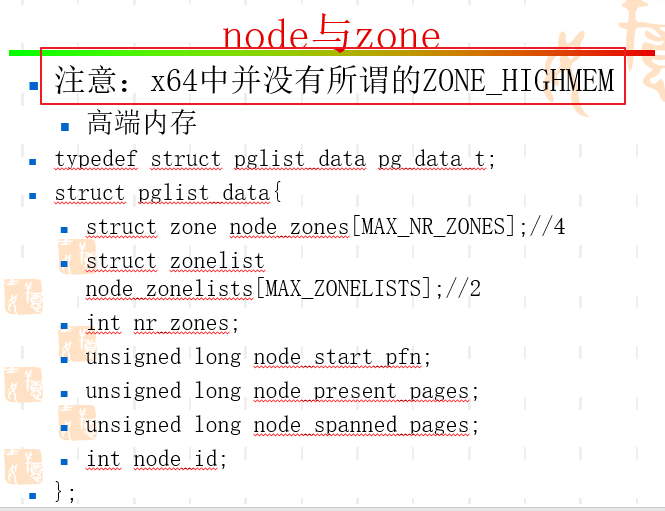 node与zone
注意：x64中并没有所谓的ZONE_HIGHMEM
高端内存
typedef struct pglist_data pg_data_t;
struct pglist_data{
struct zone node_zones[MAX_NR_ZONES];//4
struct zonelist
node_zonelists[MAX_ZONELISTS];//2
int nr_zones;
unsigned long node_start_pfn;
unsigned long node_present_pages;
unsigned long node_spanned_pages;
int node_id;
};